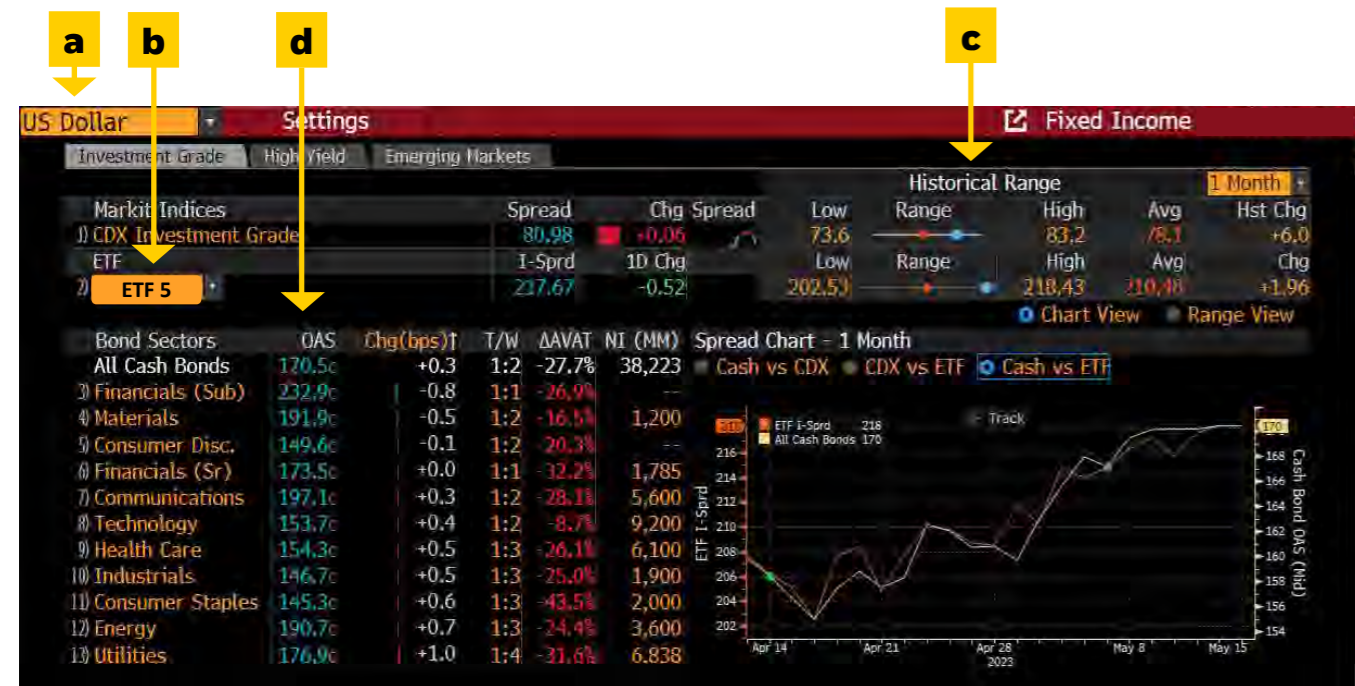 a b d c
US Dollar Settings Fixed Income
Investment Grade High Yield Emerging Markets
Historical Range 1 Month
Markit Indices Spread Chg Spread Low Range High Avg Hst Chg
1) CDX Investment Grade 80.98 +0.06 73.6 83.2 78.1 +6.0
ETF I-Sprd 1D Chg Low Range High Avg Chg
2) ETF 5 217.67 -0.52 202.53 218.43 210.48 +1.96
Chart View Range View
Bond Sectors OAS Chg(bps)↑ T/W ΔAVAT NI (MM) Spread Chart - 1 Month
All Cash Bonds 170.5c +0.3 1:2 -27.7% 38,223 Cash vs CDX CDX vs ETF Cash vs ETF
3) Financials (Sub) 232.9c -0.8 1:1 -26.9% --
4) Materials 191.9c -0.5 1:2 -16.5% 1,200
5) Consumer Disc. 149.6c -0.1 1:2 -20.3% --
6) Financials (Sr) 173.5c +0.0 1:1 -32.2% 1,785
7) Communications 197.1c +0.3 1:2 -28.1% 5,600
8) Technology 153.7c +0.4 1:2 -8.7% 9,200
9) Health Care 154.3c +0.5 1:3 -26.1% 6,100
10) Industrials 146.7c +0.5 1:3 -25.0% 1,900
11) Consumer Staples 145.3c +0.6 1:3 -43.5% 2,000
12) Energy 190.7c +0.7 1:3 -24.4% 3,600
13) Utilities 176.9c +1.0 1:4 -31.6% 6,838
Track
ETF I-Sprd 218
All Cash Bonds 170
218
216
214
212
210
208
206
204
202
ETF I-Sprd
170
168
166
164
162
160
158
156
154
Cash Bond OAS (Mid)
Apr 14 Apr 21 Apr 28 May 8 May 15
2023